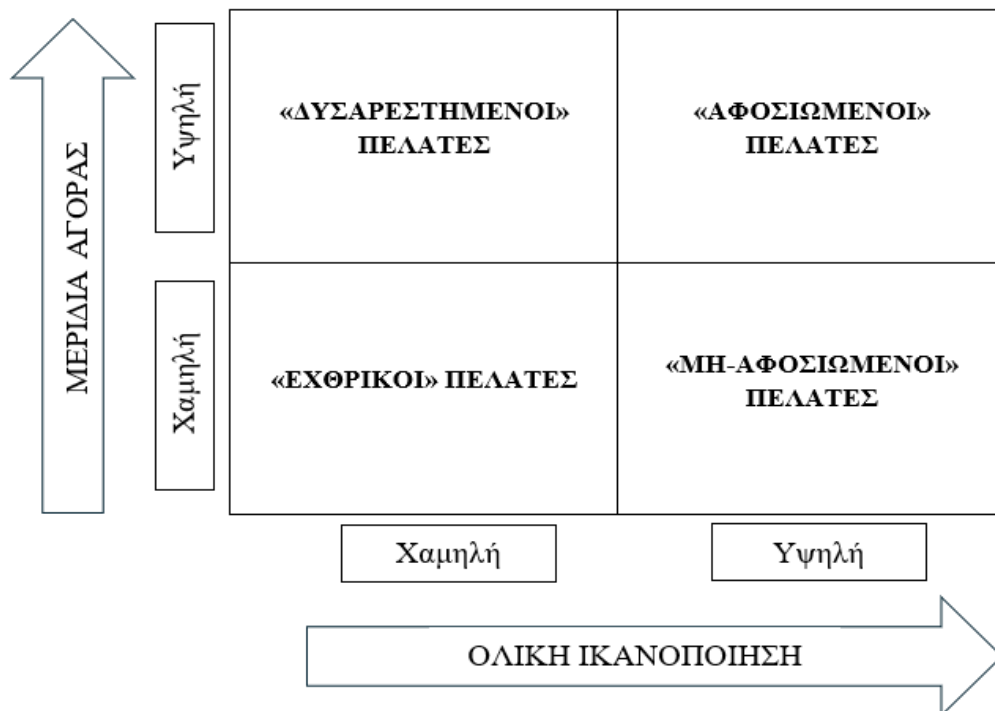 ΜΕΡΙΔΙΑ ΑΓΟΡΑΣ
Υψηλή
«ΔΥΣΑΡΕΣΤΗΜΕΝΟΙ»
ΠΕΛΑΤΕΣ
«ΑΦΟΣΙΩΜΕΝΟΙ»
ΠΕΛΑΤΕΣ
Χαμηλή
«ΕΧΘΡΙΚΟΙ» ΠΕΛΑΤΕΣ
«ΜΗ-ΑΦΟΣΙΩΜΕΝΟΙ»
ΠΕΛΑΤΕΣ
Χαμηλή
Υψηλή
ΟΛΙΚΗ ΙΚΑΝΟΠΟΙΗΣΗ